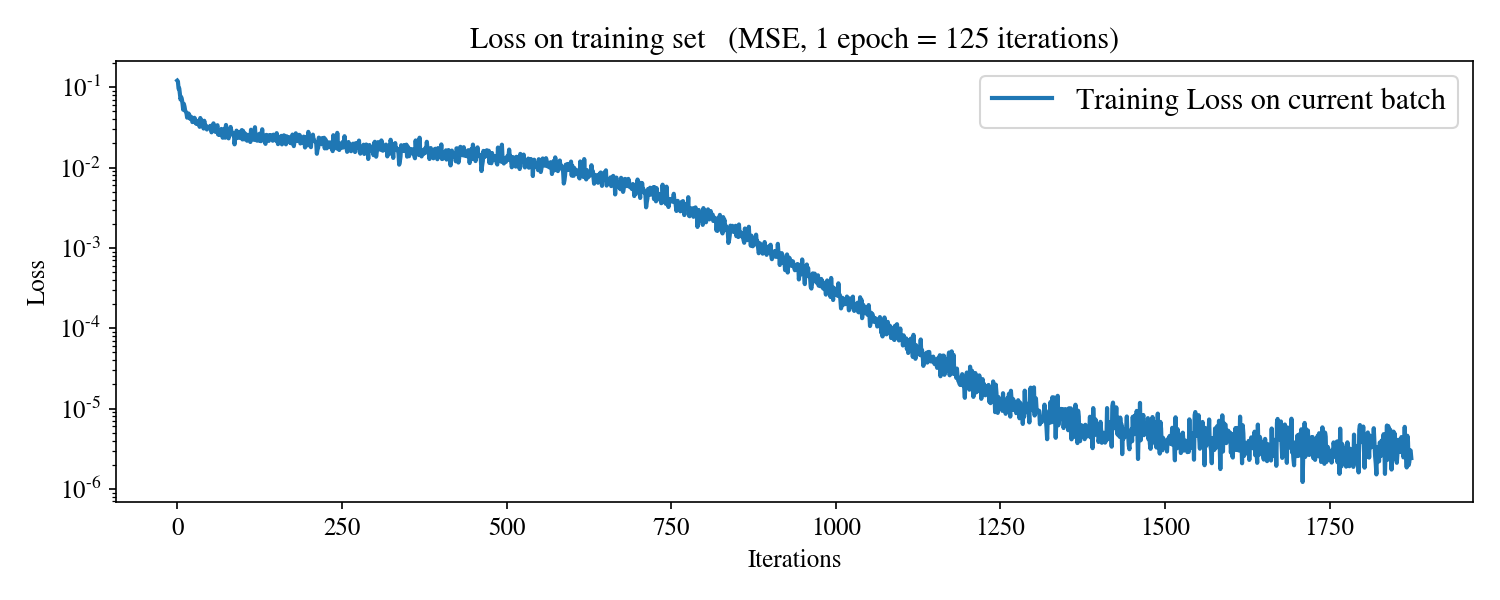 Loss on training set   (MSE, 1 epoch = 125 iterations)
Training Loss on current batch
Loss
10^-1
10^-2
10^-3
10^-4
10^-5
10^-6
0 250 500 750 1000 1250 1500 1750
Iterations